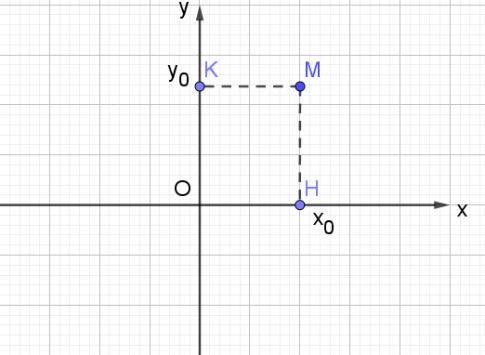 y
y₀ K M
O H
x₀ x